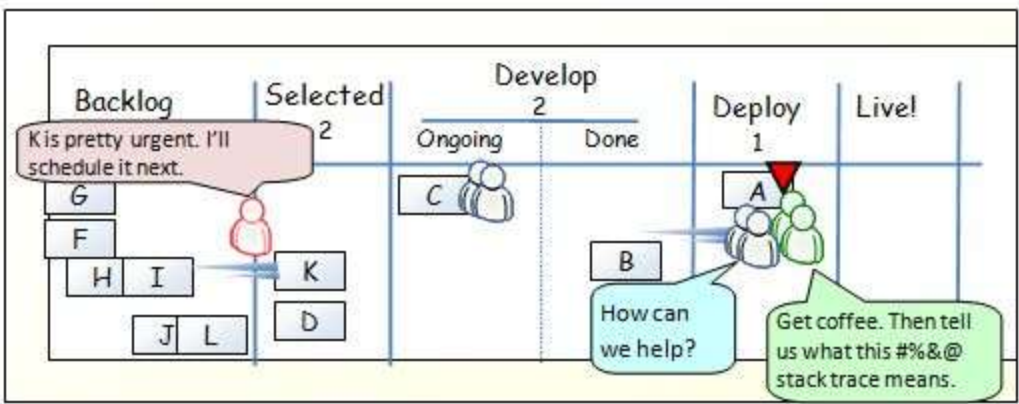 Backlog
Selected
2
Develop
2
Ongoing
Done
Deploy
1
Live!
K is pretty urgent. I'll
schedule it next.
G
F
H I
J L
K
D
C
B
A
How can
we help?
Get coffee. Then tell
us what this #%&@
stack trace means.